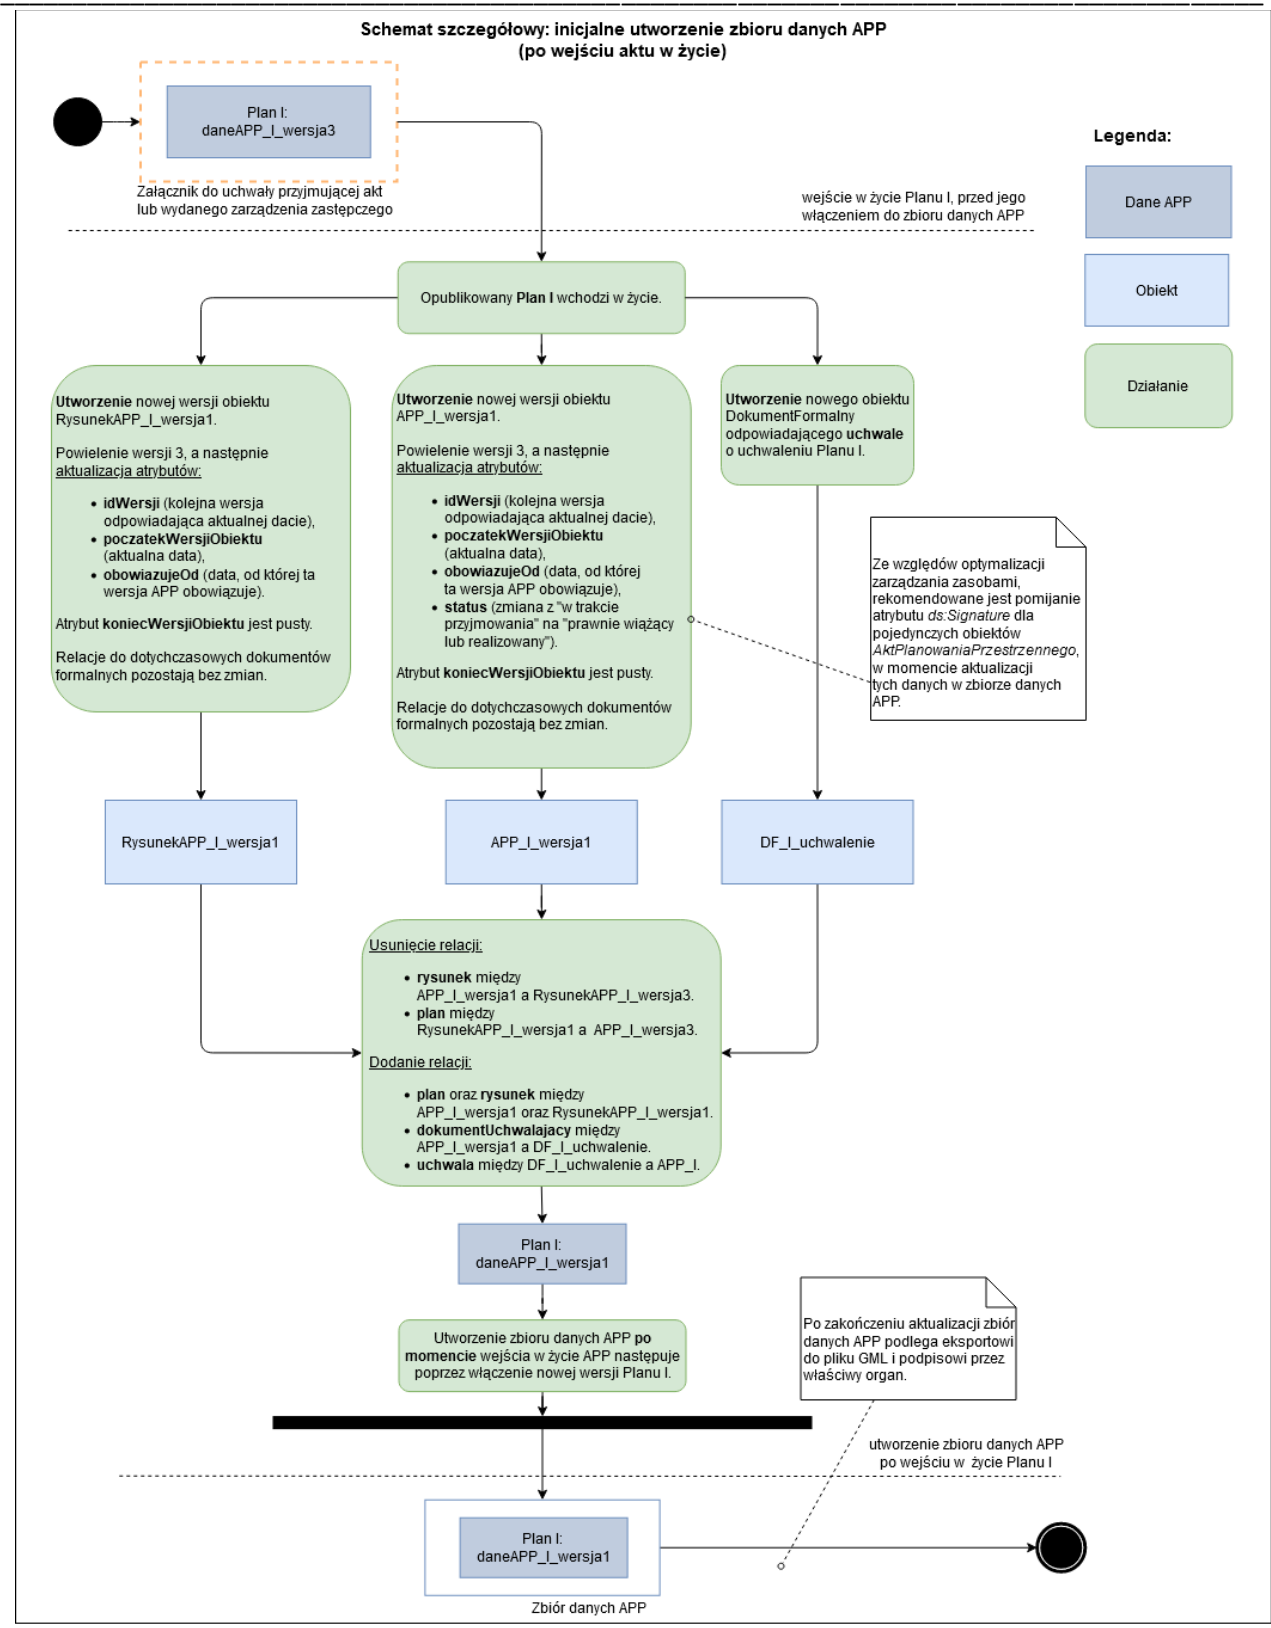 Schemat szczegółowy: inicjalne utworzenie zbioru danych APP
(po wejściu aktu w życie)
Plan I:
daneAPP_I_wersja3
Załącznik do uchwały przyjmującej akt
lub wydanego zarządzenia zastępczego
wejście w życie Planu I, przed jego
włączeniem do zbioru danych APP
Legenda:
Dane APP
Obiekt
Działanie
Opublikowany Plan I wchodzi w życie.
Utworzenie nowej wersji obiektu
RysunekAPP_I_wersja1.
Powielenie wersji 3, a następnie
aktualizacja atrybutów:
• idWersji (kolejna wersja
odpowiadająca aktualnej dacie),
• poczatekWersjiObiektu
(aktualna data),
• obowiazujeOd (data, od której ta
wersja APP obowiązuje).
Atrybut koniecWersjiObiektu jest pusty.
Relacje do dotychczasowych dokumentów
formalnych pozostają bez zmian.
Utworzenie nowej wersji obiektu
APP_I_wersja1.
Powielenie wersji 3, a następnie
aktualizacja atrybutów:
• idWersji (kolejna wersja
odpowiadająca aktualnej dacie),
• poczatekWersjiObiektu
(aktualna data),
• obowiazujeOd (data, od której
ta wersja APP obowiązuje),
• status (zmiana z "w trakcie
przyjmowania" na "prawnie wiążący
lub realizowany").
Atrybut koniecWersjiObiektu jest pusty.
Relacje do dotychczasowych dokumentów
formalnych pozostają bez zmian.
Utworzenie nowego obiektu
DokumentFormalny
odpowiadającego uchwale
o uchwaleniu Planu I.
Ze względów optymalizacji
zarządzania zasobami,
rekomendowane jest pomijanie
atrybutu ds:Signature dla
pojedynczych obiektów
AktPlanowaniaPrzestrzennego,
w momencie aktualizacji
tych danych w zbiorze danych
APP.
RysunekAPP_I_wersja1
APP_I_wersja1
DF_I_uchwalenie
Usunięcie relacji:
• rysunek między
APP_I_wersja1 a RysunekAPP_I_wersja3.
• plan między
RysunekAPP_I_wersja1 a APP_I_wersja3.
Dodanie relacji:
• plan oraz rysunek między
APP_I_wersja1 oraz RysunekAPP_I_wersja1.
• dokumentUchwalajacy między
APP_I_wersja1 a DF_I_uchwalenie.
• uchwala między DF_I_uchwalenie a APP_I.
Plan I:
daneAPP_I_wersja1
Utworzenie zbioru danych APP po
momencie wejścia w życie APP następuje
poprzez włączenie nowej wersji Planu I.
Po zakończeniu aktualizacji zbiór
danych APP podlega eksportowi
do pliku GML i podpisowi przez
właściwy organ.
utworzenie zbioru danych APP
po wejściu w życie Planu I
Plan I:
daneAPP_I_wersja1
Zbiór danych APP